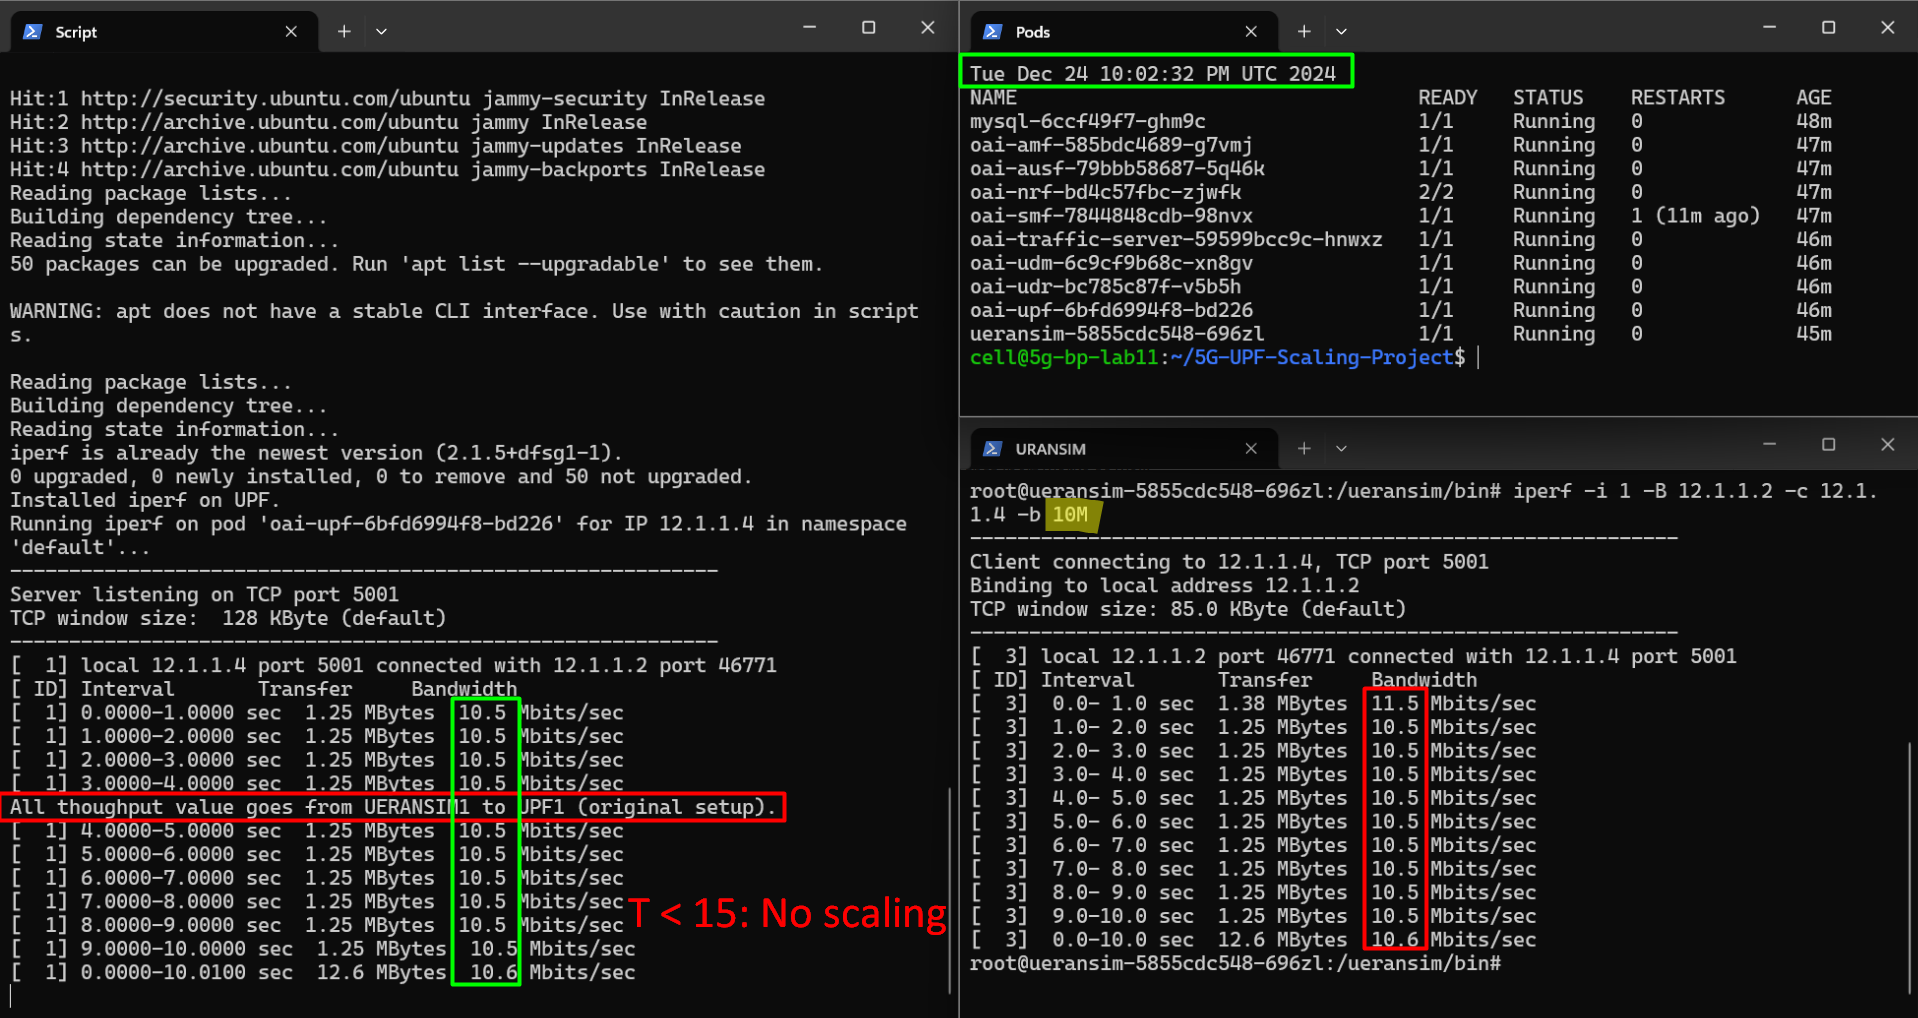 Script
Hit:1 http://security.ubuntu.com/ubuntu jammy-security InRelease
Hit:2 http://archive.ubuntu.com/ubuntu jammy InRelease
Hit:3 http://archive.ubuntu.com/ubuntu jammy-updates InRelease
Hit:4 http://archive.ubuntu.com/ubuntu jammy-backports InRelease
Reading package lists...
Building dependency tree...
Reading state information...
50 packages can be upgraded. Run 'apt list --upgradable' to see them.
WARNING: apt does not have a stable CLI interface. Use with caution in script
s.
Reading package lists...
Building dependency tree...
Reading state information...
iperf is already the newest version (2.1.5+dfsg1-1).
0 upgraded, 0 newly installed, 0 to remove and 50 not upgraded.
Installed iperf on UPF.
Running iperf on pod 'oai-upf-6bfd6994f8-bd226' for IP 12.1.1.4 in namespace
'default'...
------------------------------------------------------------
Server listening on TCP port 5001
TCP window size:  128 KByte (default)
------------------------------------------------------------
[  1] local 12.1.1.4 port 5001 connected with 12.1.1.2 port 46771
[ ID] Interval       Transfer     Bandwidth
[  1] 0.0000-1.0000 sec  1.25 MBytes  10.5 Mbits/sec
[  1] 1.0000-2.0000 sec  1.25 MBytes  10.5 Mbits/sec
[  1] 2.0000-3.0000 sec  1.25 MBytes  10.5 Mbits/sec
[  1] 3.0000-4.0000 sec  1.25 MBytes  10.5 Mbits/sec
All thoughput value goes from UERANSIM1 to UPF1 (original setup).
[  1] 4.0000-5.0000 sec  1.25 MBytes  10.5 Mbits/sec
[  1] 5.0000-6.0000 sec  1.25 MBytes  10.5 Mbits/sec
[  1] 6.0000-7.0000 sec  1.25 MBytes  10.5 Mbits/sec
[  1] 7.0000-8.0000 sec  1.25 MBytes  10.5 Mbits/sec
[  1] 8.0000-9.0000 sec  1.25 MBytes  10.5 Mbits/sec
[  1] 9.0000-10.0000 sec  1.25 MBytes  10.5 Mbits/sec
[  1] 0.0000-10.0100 sec  12.6 MBytes  10.6 Mbits/sec
T < 15: No scaling
Pods
Tue Dec 24 10:02:32 PM UTC 2024
NAME READY STATUS RESTARTS AGE
mysql-6ccf49f7-ghm9c 1/1 Running 0 48m
oai-amf-585bdc4689-g7vmj 1/1 Running 0 47m
oai-ausf-79bbb58687-5q46k 1/1 Running 0 47m
oai-nrf-bd4c57fbc-zjwfk 2/2 Running 0 47m
oai-smf-7844848cdb-98nvx 1/1 Running 1 (11m ago) 47m
oai-traffic-server-59599bcc9c-hnwxz 1/1 Running 0 46m
oai-udm-6c9cf9b68c-xn8gv 1/1 Running 0 46m
oai-udr-bc785c87f-v5b5h 1/1 Running 0 46m
oai-upf-6bfd6994f8-bd226 1/1 Running 0 46m
ueransim-5855cdc548-696zl 1/1 Running 0 45m
cell@5g-bp-lab11:~/5G-UPF-Scaling-Project$
URANSIM
root@ueransim-5855cdc548-696zl:/ueransim/bin# iperf -i 1 -B 12.1.1.2 -c 12.1.
1.4 -b 10M
------------------------------------------------------------
Client connecting to 12.1.1.4, TCP port 5001
Binding to local address 12.1.1.2
TCP window size: 85.0 KByte (default)
------------------------------------------------------------
[  3] local 12.1.1.2 port 46771 connected with 12.1.1.4 port 5001
[ ID] Interval       Transfer     Bandwidth
[  3]  0.0- 1.0 sec  1.38 MBytes  11.5 Mbits/sec
[  3]  1.0- 2.0 sec  1.25 MBytes  10.5 Mbits/sec
[  3]  2.0- 3.0 sec  1.25 MBytes  10.5 Mbits/sec
[  3]  3.0- 4.0 sec  1.25 MBytes  10.5 Mbits/sec
[  3]  4.0- 5.0 sec  1.25 MBytes  10.5 Mbits/sec
[  3]  5.0- 6.0 sec  1.25 MBytes  10.5 Mbits/sec
[  3]  6.0- 7.0 sec  1.25 MBytes  10.5 Mbits/sec
[  3]  7.0- 8.0 sec  1.25 MBytes  10.5 Mbits/sec
[  3]  8.0- 9.0 sec  1.25 MBytes  10.5 Mbits/sec
[  3]  9.0-10.0 sec  1.25 MBytes  10.5 Mbits/sec
[  3]  0.0-10.0 sec  12.6 MBytes  10.6 Mbits/sec
root@ueransim-5855cdc548-696zl:/ueransim/bin#